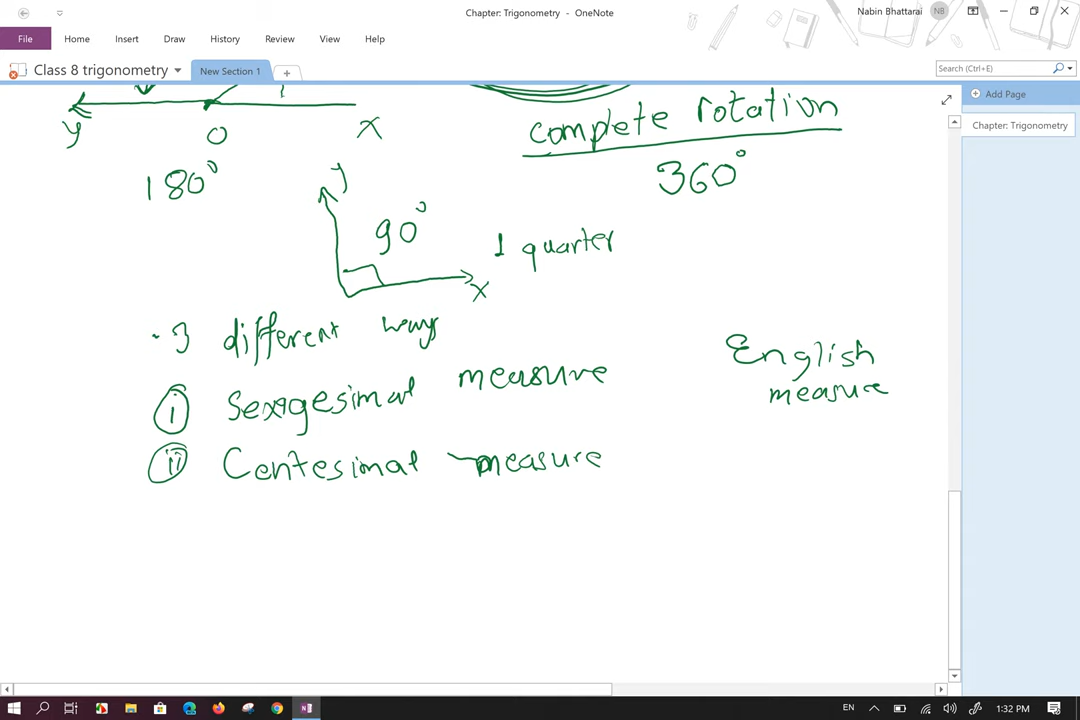 Chapter: Trigonometry - OneNote
Nabin Bhattarai NB
File Home Insert Draw History Review View Help
Class 8 trigonometry New Section 1 +
Search (Ctrl+E)
Add Page
Chapter: Trigonometry
y O x
complete rotation
180°
360°
y
90°
x
1 quarter
3 different ways
English
measure
i Sexagesimal measure
ii Centesimal measure
EN 1:32 PM